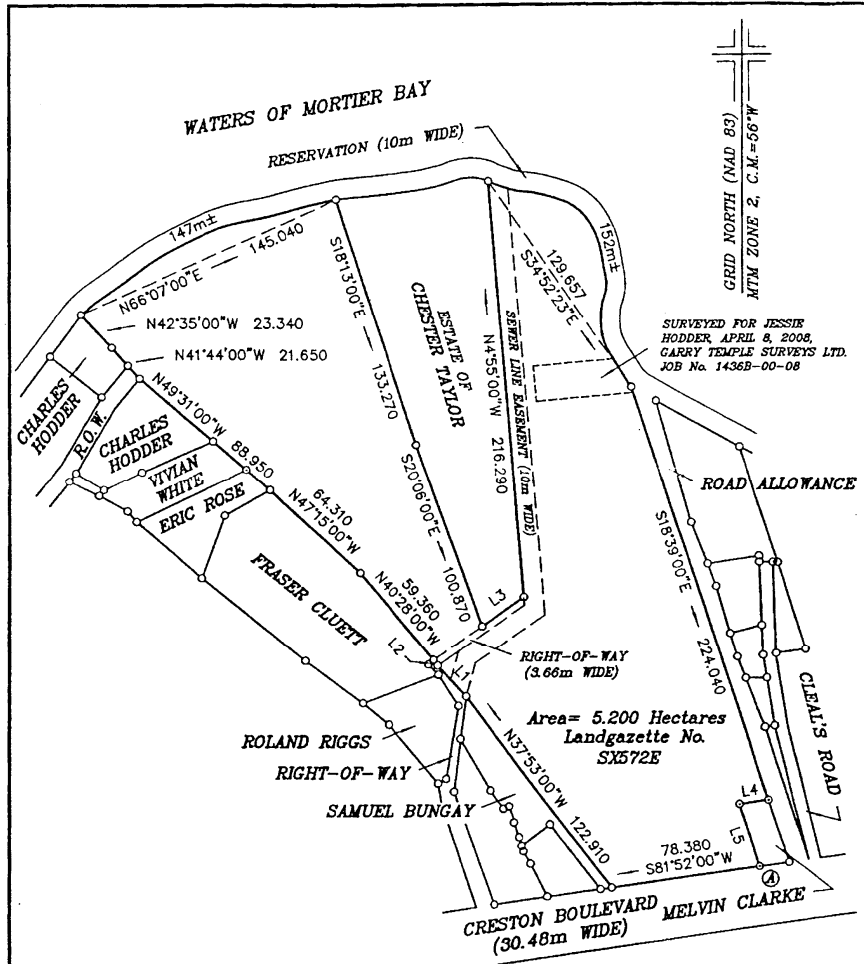 WATERS OF MORTIER BAY
RESERVATION (10m WIDE)
GRID NORTH (NAD 83)
MTM ZONE 2, C.M.=56°W
147m±
N66°07'00"E — 145.040
152m±
129.657
S34°52'23"E
N42°35'00"W 23.340
N41°44'00"W 21.650
S18°13'00"E — 133.270
ESTATE OF
CHESTER TAYLOR
N4°55'00"W 216.290
SEWER LINE EASEMENT (10m WIDE)
SURVEYED FOR JESSIE
HODDER, APRIL 8, 2008,
GARRY TEMPLE SURVEYS LTD.
JOB No. 1436B-00-08
CHARLES
HODDER
R.O.W.
N49°31'00"W 88.950
CHARLES
HODDER
VIVIAN
WHITE
ERIC ROSE
64.310
N47°15'00"W
S20°06'00"E — 100.870
ROAD ALLOWANCE
S18°39'00"E — 224.040
FRASER CLUETT
59.360
N40°28'00"W
L3
L2
L1
RIGHT-OF-WAY
(3.66m WIDE)
Area= 5.200 Hectares
Landgazette No.
SX572E
CLEAL'S ROAD
ROLAND RIGGS
RIGHT-OF-WAY
SAMUEL BUNGAY
N37°53'00"W 122.910
L4
L5
78.380
S81°52'00"W
A
CRESTON BOULEVARD
(30.48m WIDE)
MELVIN CLARKE